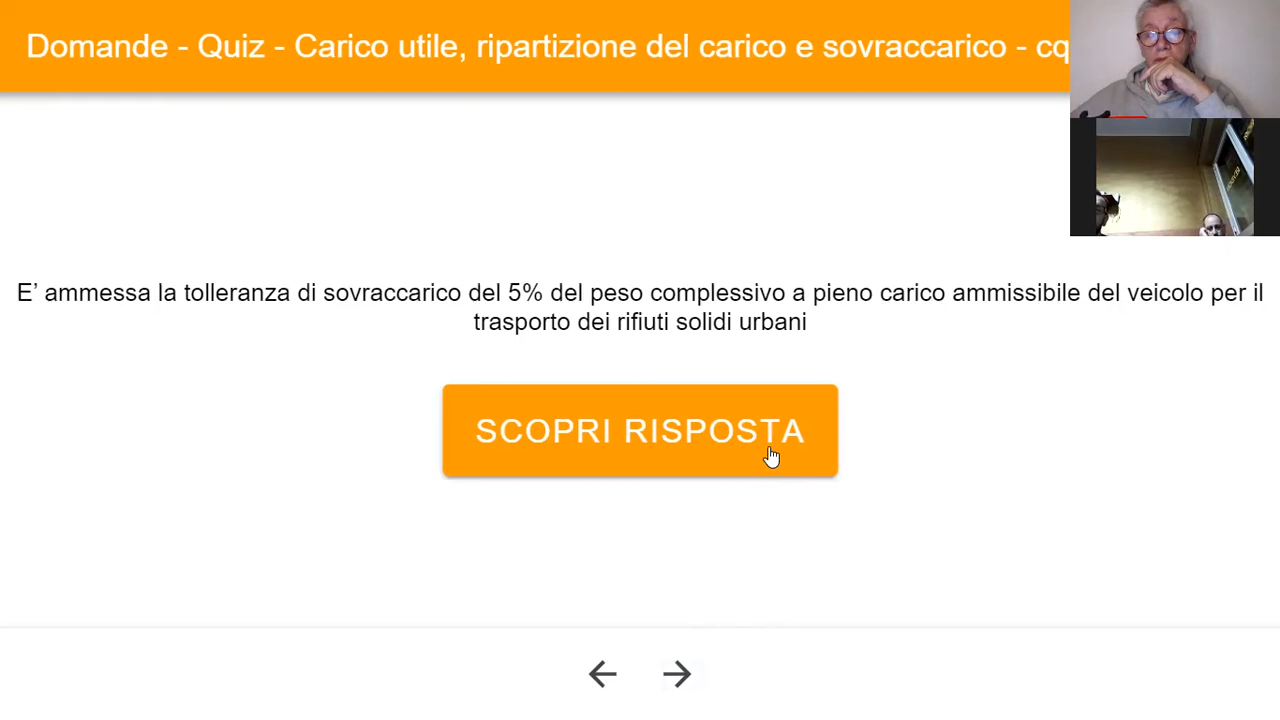 Domande - Quiz - Carico utile, ripartizione del carico e sovraccarico - cq
E’ ammessa la tolleranza di sovraccarico del 5% del peso complessivo a pieno carico ammissibile del veicolo per il
trasporto dei rifiuti solidi urbani
SCOPRI RISPOSTA